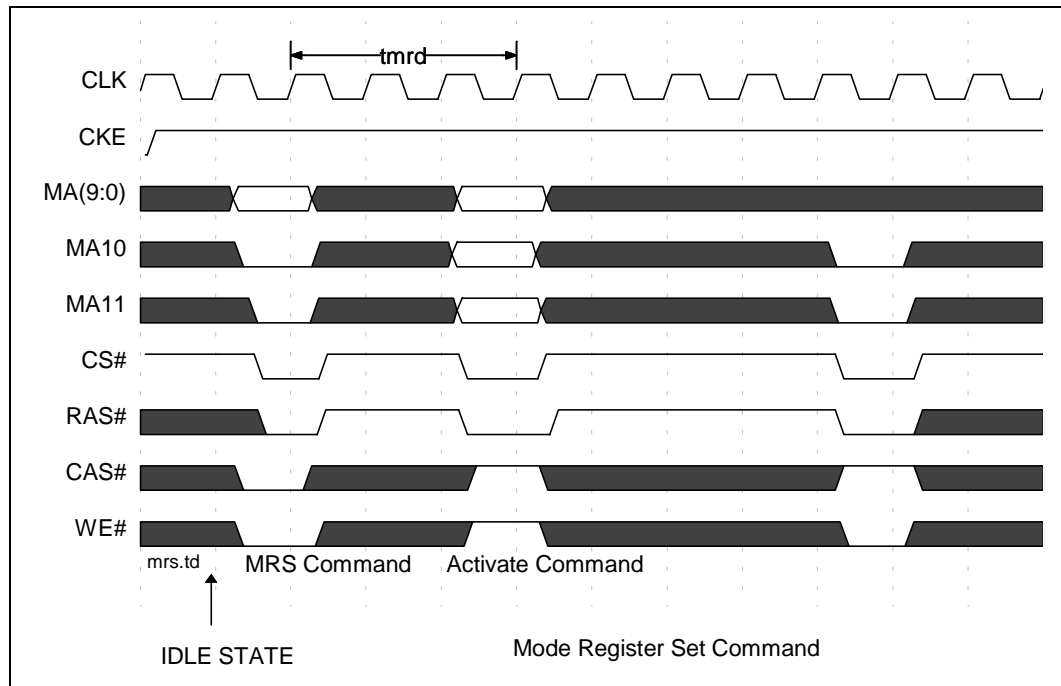 tmrd
CLK
CKE
MA(9:0)
MA10
MA11
CS#
RAS#
CAS#
WE#
mrs.td MRS Command Activate Command
IDLE STATE
Mode Register Set Command